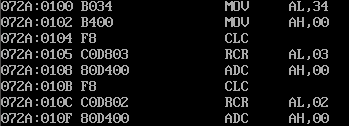 072A:0100 B034 MOV AL,34
072A:0102 B400 MOV AH,00
072A:0104 F8 CLC
072A:0105 C0D803 RCR AL,03
072A:0108 80D400 ADC AH,00
072A:010B F8 CLC
072A:010C C0D802 RCR AL,02
072A:010F 80D400 ADC AH,00